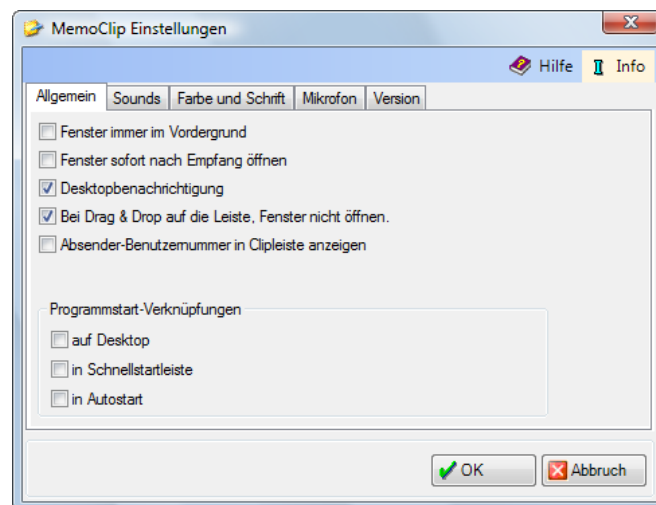 MemoClip Einstellungen
Hilfe Info
Allgemein Sounds Farbe und Schrift Mikrofon Version
Fenster immer im Vordergrund
Fenster sofort nach Empfang öffnen
Desktopbenachrichtigung
Bei Drag & Drop auf die Leiste, Fenster nicht öffnen.
Absender-Benutzernummer in Clipleiste anzeigen
Programmstart-Verknüpfungen
auf Desktop
in Schnellstartleiste
in Autostart
OK Abbruch